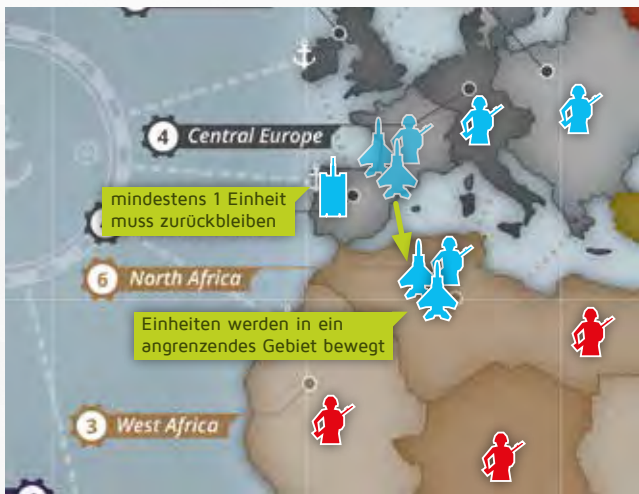 4 Central Europe
mindestens 1 Einheit
muss zurückbleiben
6 North Africa
Einheiten werden in ein
angrenzendes Gebiet bewegt
3 West Africa